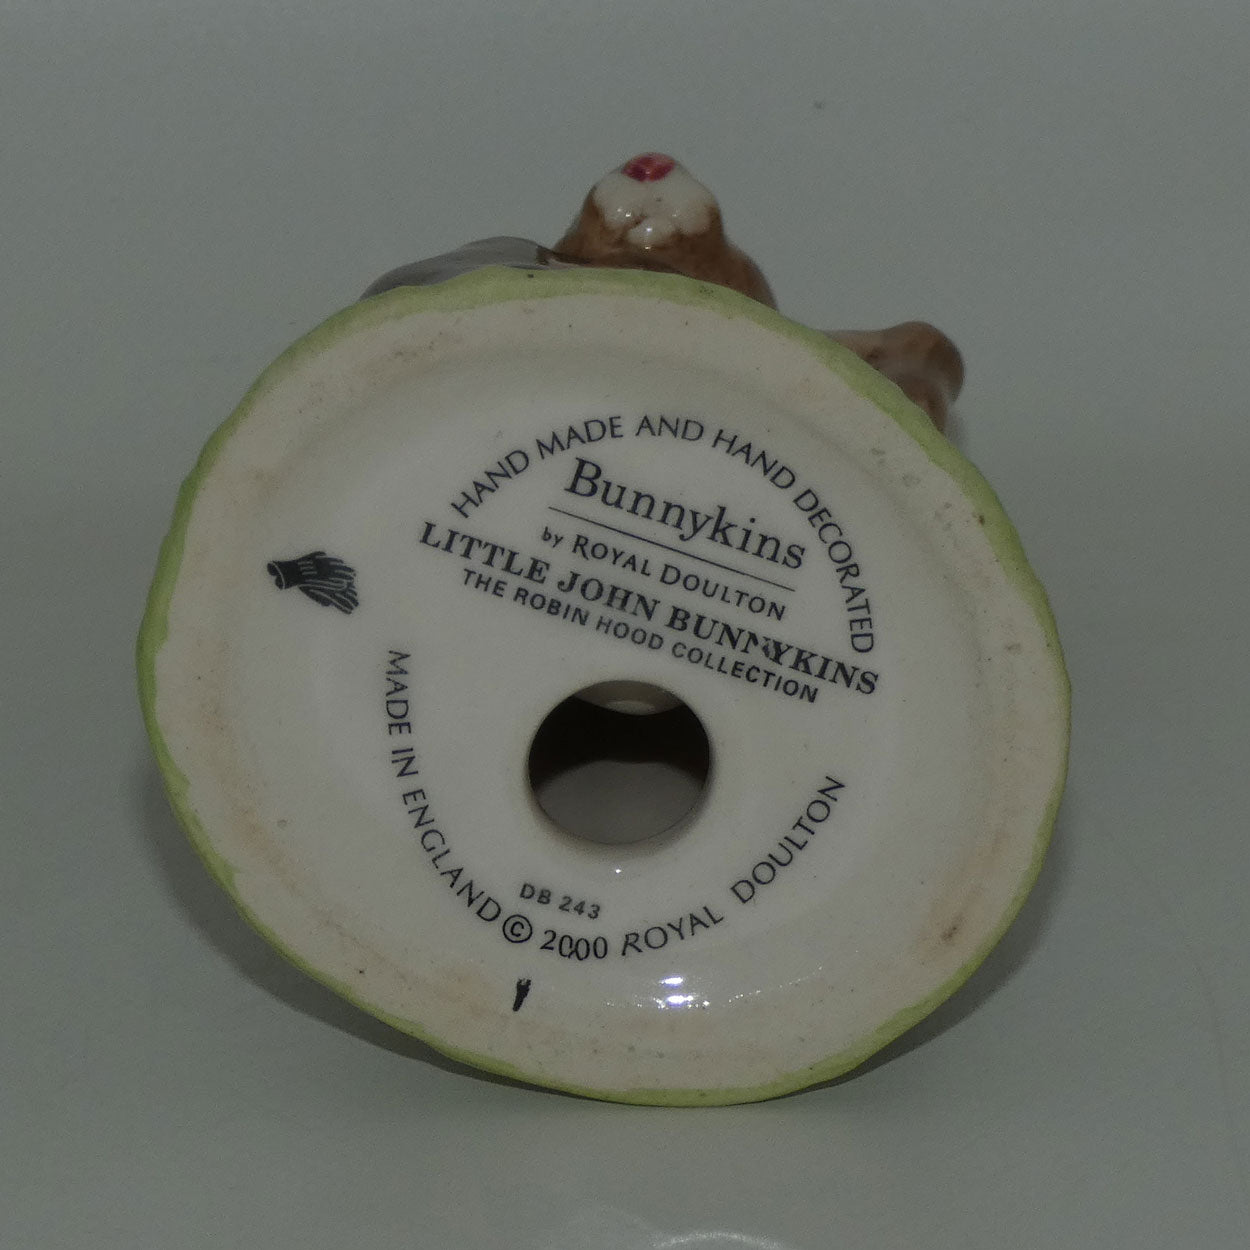 HAND MADE AND HAND DECORATED
Bunnykins
by ROYAL DOULTON
LITTLE JOHN BUNNYKINS
THE ROBIN HOOD COLLECTION
DB 243
MADE IN ENGLAND © 2000 ROYAL DOULTON